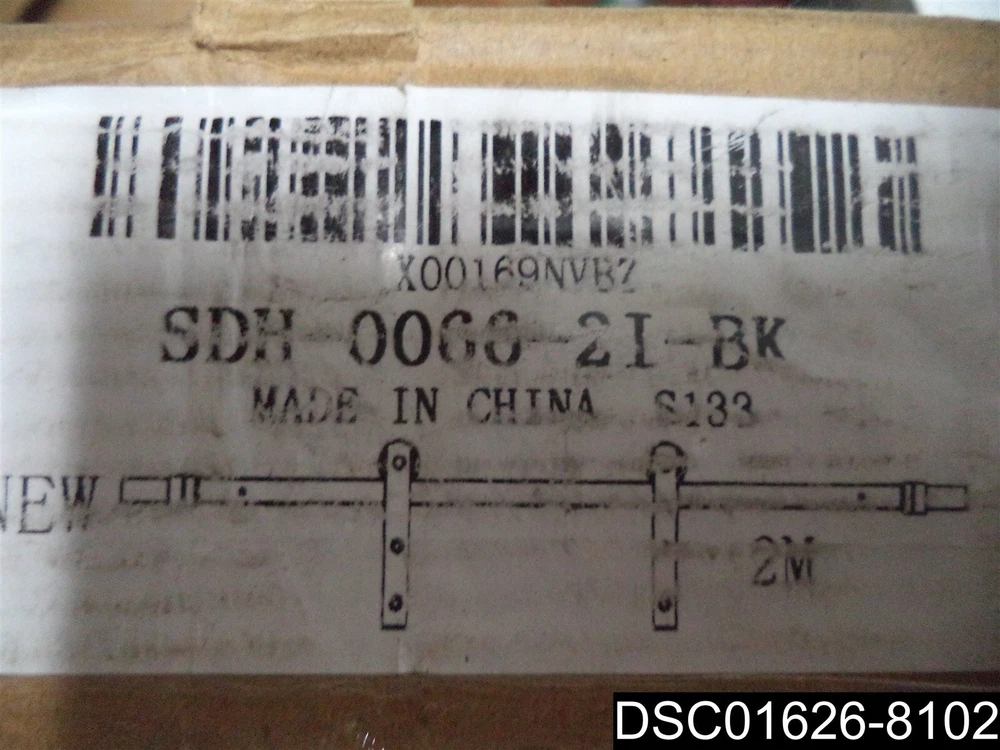 X00169NVBZ
SDH-0066-2I-BK
MADE IN CHINA S133
NEW
2M
DSC01626-8102